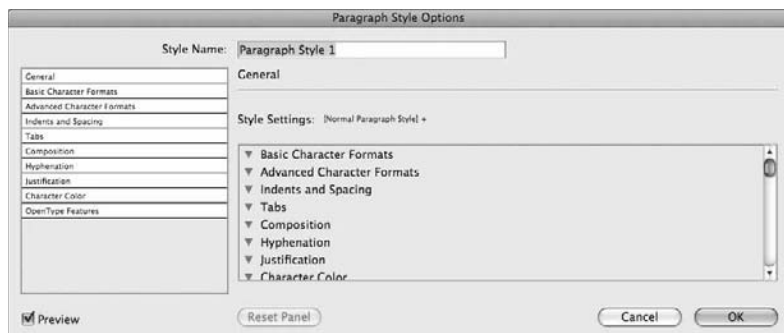 Paragraph Style Options
Style Name: Paragraph Style 1
General
Basic Character Formats
Advanced Character Formats
Indents and Spacing
Tabs
Composition
Hyphenation
Justification
Character Color
OpenType Features
General
Style Settings: [Normal Paragraph Style] +
Basic Character Formats
Advanced Character Formats
Indents and Spacing
Tabs
Composition
Hyphenation
Justification
Character Color
Preview
Reset Panel
Cancel
OK